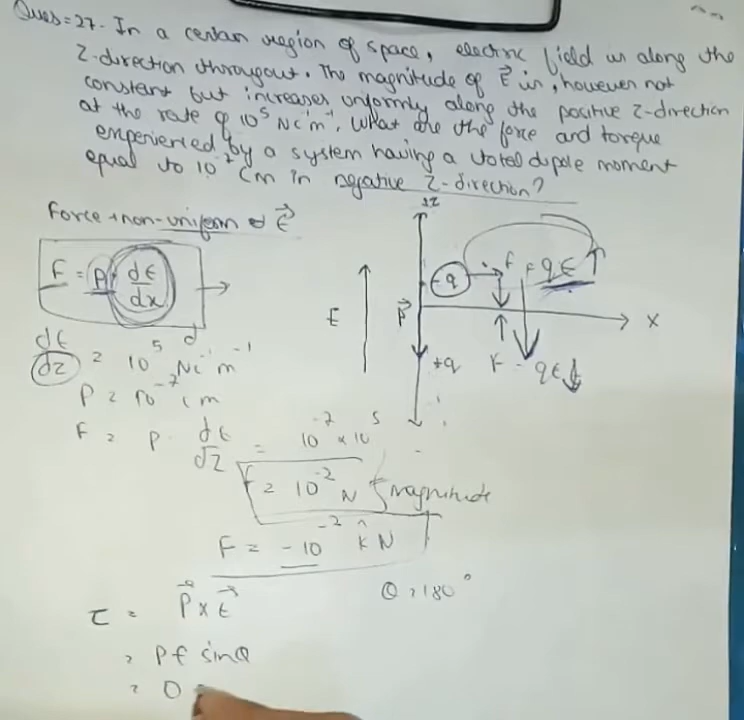 Ques=27- In a certain region of space, electric field is along the
Z-direction througout. The magnitude of E⃗ is, however not
constant but increases uniformly along the positive z-direction
at the rate of 10⁵ NC⁻¹m⁻¹. What are the force and torque
experienced by a system having a total dipole moment
equal to 10⁻⁷ Cm in negative Z-direction?
Force → non-uniform E⃗
F = p dE/dx
dE/dz = 10⁵ NC⁻¹m⁻¹
P = 10⁻⁷ cm
F = P. dE/dz = 10⁻⁷ × 10⁵
F = 10⁻² N magnitude
F = -10⁻² k̂ N
τ = P⃗ × E⃗
θ = 180°
= PE sinθ
= 0
E
-q
F
F = qE
P⃗
X
+q
F = qE